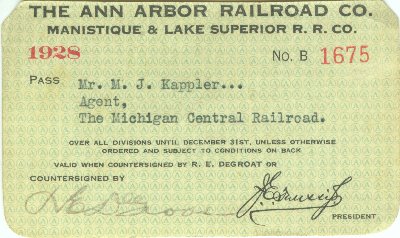 THE ANN ARBOR RAILROAD CO.
MANISTIQUE & LAKE SUPERIOR R. R. CO.
1928 NO. B 1675
PASS Mr. M. J. Kappler...
Agent,
The Michigan Central Railroad.
OVER ALL DIVISIONS UNTIL DECEMBER 31ST, UNLESS OTHERWISE
ORDERED AND SUBJECT TO CONDITIONS ON BACK
VALID WHEN COUNTERSIGNED BY R. E. DEGROAT OR
COUNTERSIGNED BY
PRESIDENT